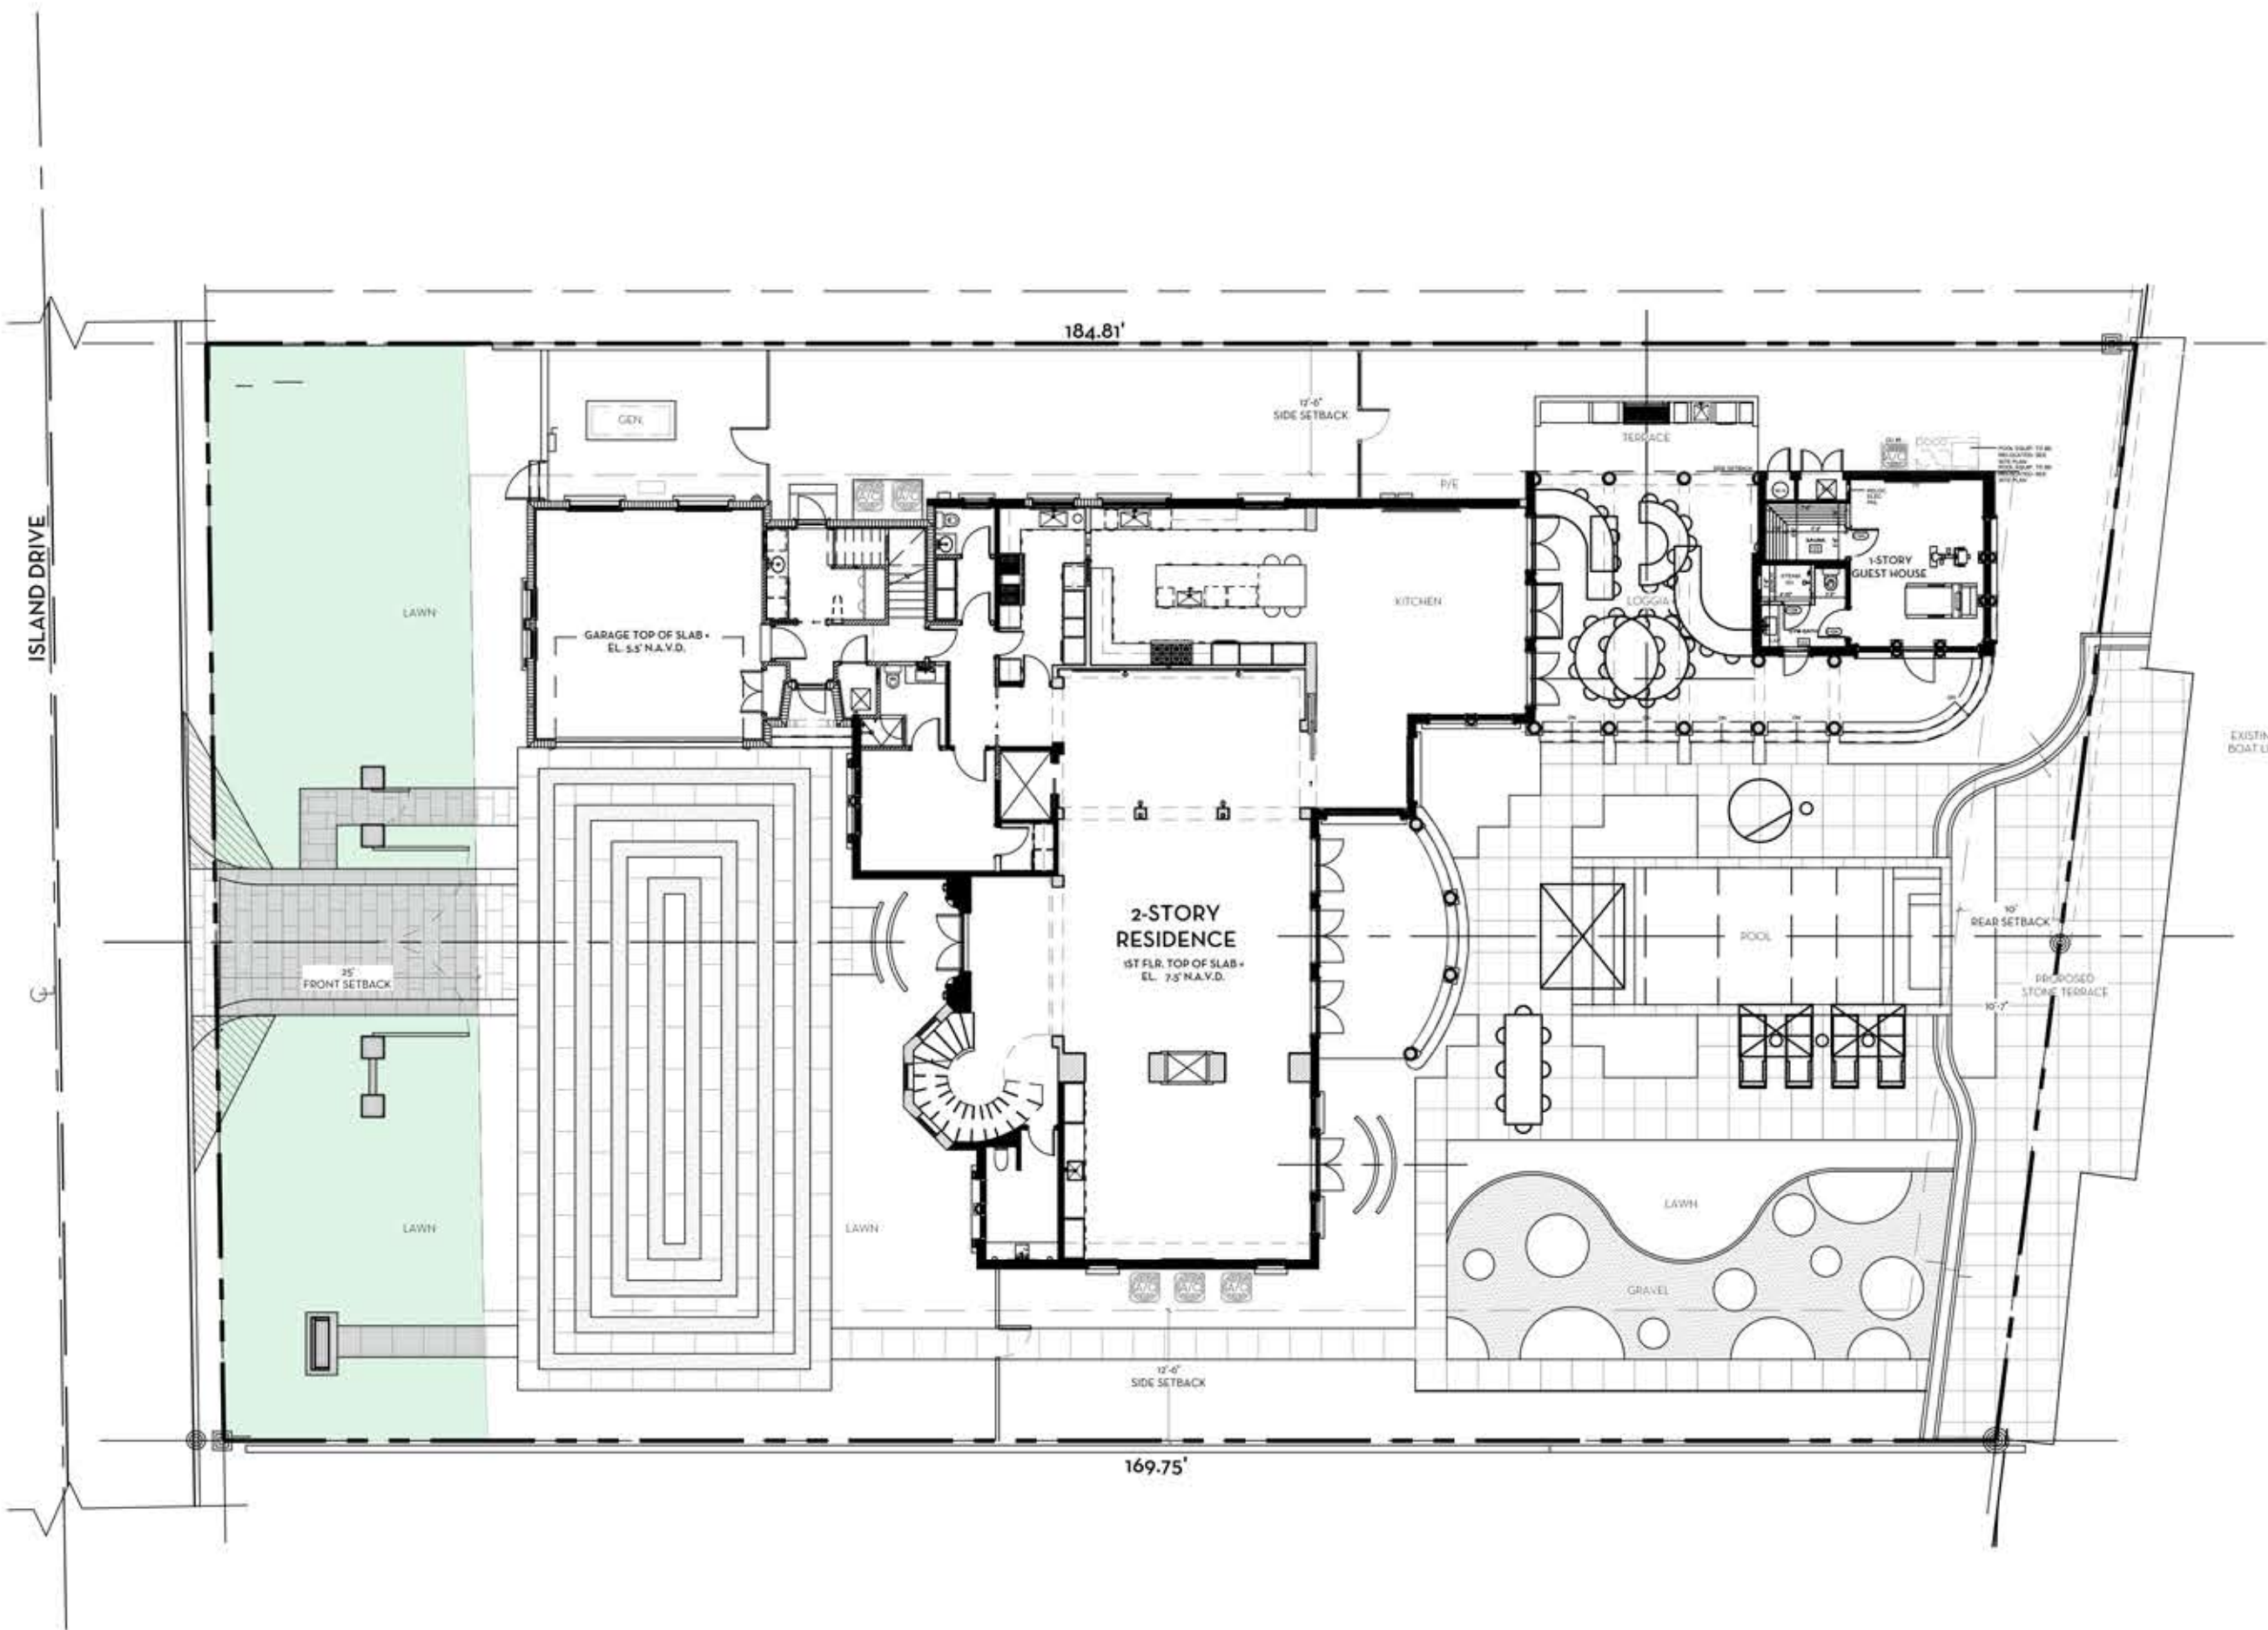 184.81'
ISLAND DRIVE
GEN.
12'-6"
SIDE SETBACK
TERRACE
SIDE SETBACK
P/E
A/C
A/C
A/C
LAWN
GARAGE TOP OF SLAB =
EL. 5.5' N.A.V.D.
KITCHEN
LOGGIA
SAUNA
STEAM
1-STORY
GUEST HOUSE
2-STORY
RESIDENCE
1ST FLR. TOP OF SLAB =
EL. 7.5' N.A.V.D.
25'
FRONT SETBACK
POOL
10'
REAR SETBACK
PROPOSED
STONE TERRACE
10'-7"
EXISTIN
BOAT L
LAWN
LAWN
LAWN
GRAVEL
A/C
A/C
A/C
12'-6"
SIDE SETBACK
169.75'